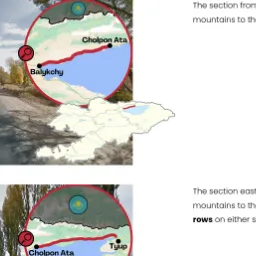 The section from
mountains to th
Cholpon Ata
Balykchy
The section east
mountains to the
rows on either s
Cholpon Ata
Tyup